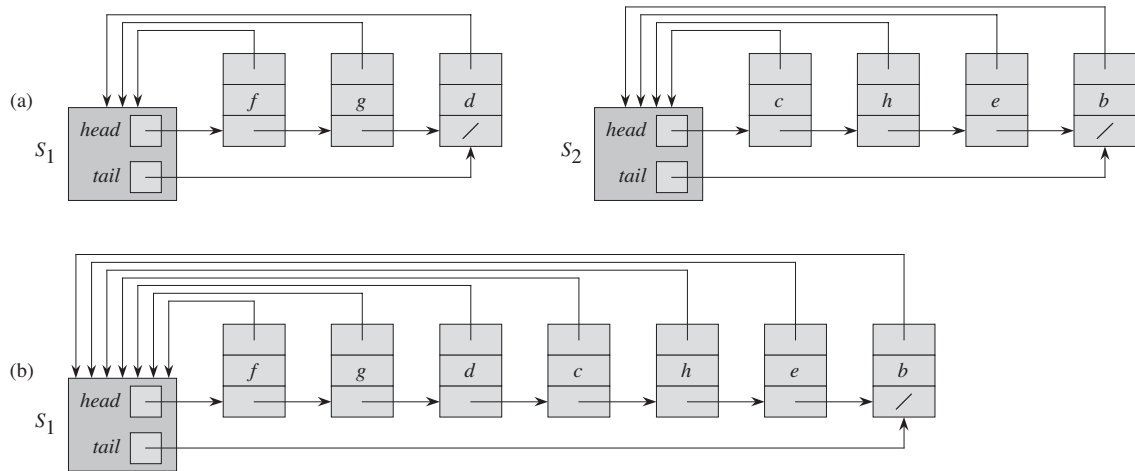 (a)
f g d
head
S1
tail
c h e b
head
S2
tail
(b)
f g d c h e b
head
S1
tail